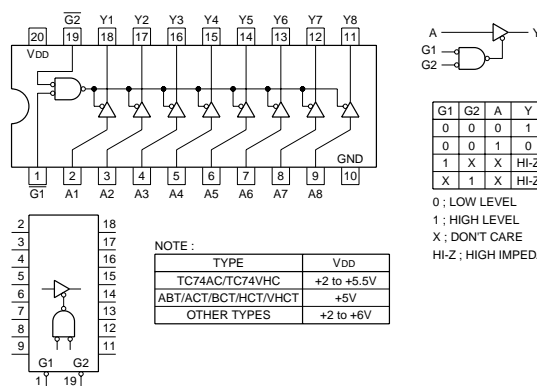 G2 Y1 Y2 Y3 Y4 Y5 Y6 Y7 Y8
20 19 18 17 16 15 14 13 12 11
VDD
GND
1 2 3 4 5 6 7 8 9 10
G1 A1 A2 A3 A4 A5 A6 A7 A8
A Y
G1
G2
G1 G2 A Y
0 0 0 1
0 0 1 0
1 X X HI-Z
X 1 X HI-Z
0 ; LOW LEVEL
1 ; HIGH LEVEL
X ; DON'T CARE
HI-Z ; HIGH IMPED
2 18
3 17
4 16
5 15
6 14
7 13
8 12
9 11
G1 G2
1 19
NOTE :
TYPE VDD
TC74AC/TC74VHC +2 to +5.5V
ABT/ACT/BCT/HCT/VHCT +5V
OTHER TYPES +2 to +6V